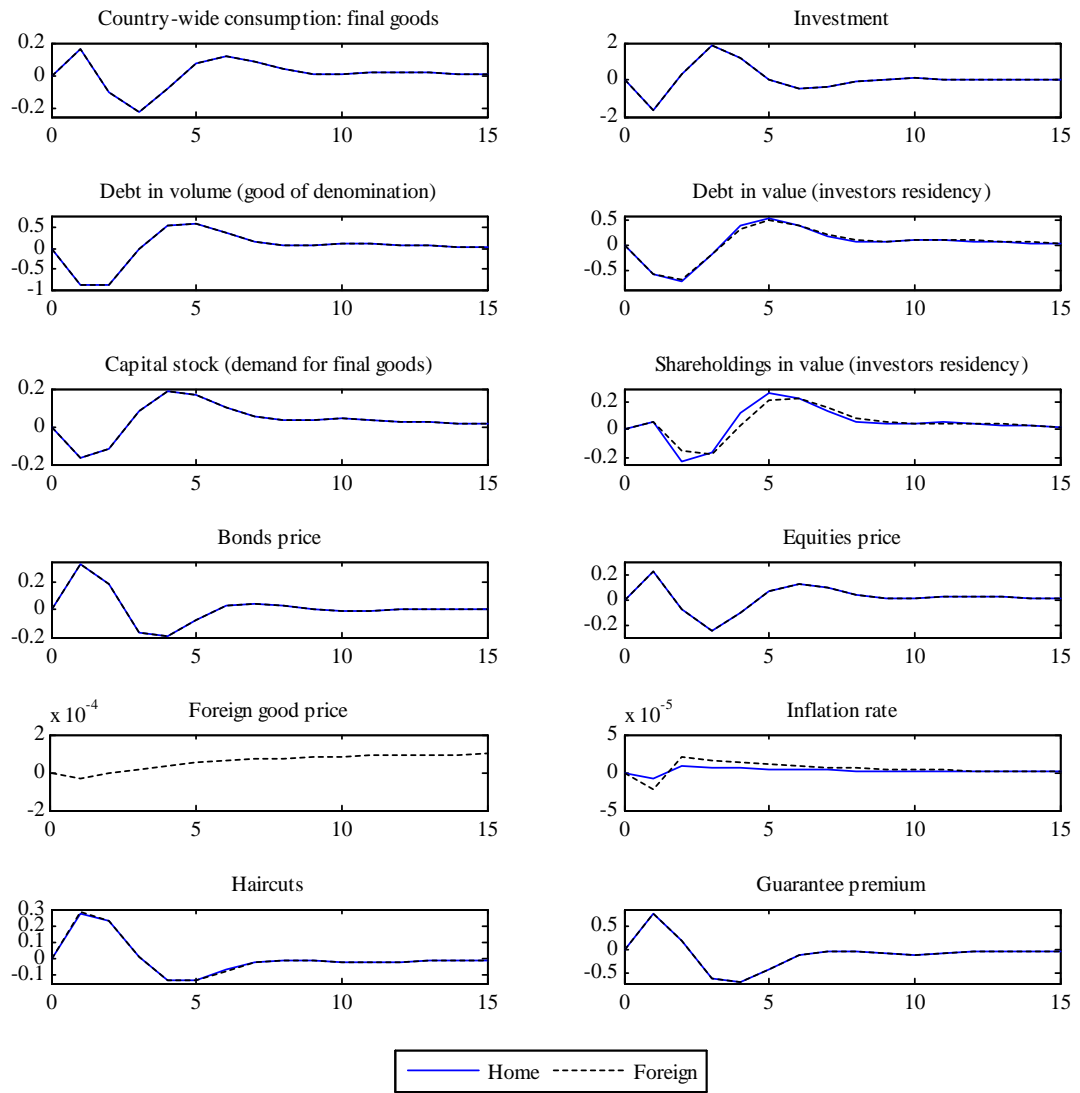 Country-wide consumption: final goods
0.2
0
-0.2
0 5 10 15
Investment
2
0
-2
0 5 10 15
Debt in volume (good of denomination)
0.5
0
-0.5
-1
0 5 10 15
Debt in value (investors residency)
0.5
0
-0.5
0 5 10 15
Capital stock (demand for final goods)
0.2
0
-0.2
0 5 10 15
Shareholdings in value (investors residency)
0.2
0
-0.2
0 5 10 15
Bonds price
0.2
0
-0.2
0 5 10 15
Equities price
0.2
0
-0.2
0 5 10 15
x 10⁻⁴
Foreign good price
2
0
-2
0 5 10 15
x 10⁻⁵
Inflation rate
5
0
-5
0 5 10 15
Haircuts
0.3
0.2
0.1
0
-0.1
0 5 10 15
Guarantee premium
0.5
0
-0.5
0 5 10 15
Home Foreign